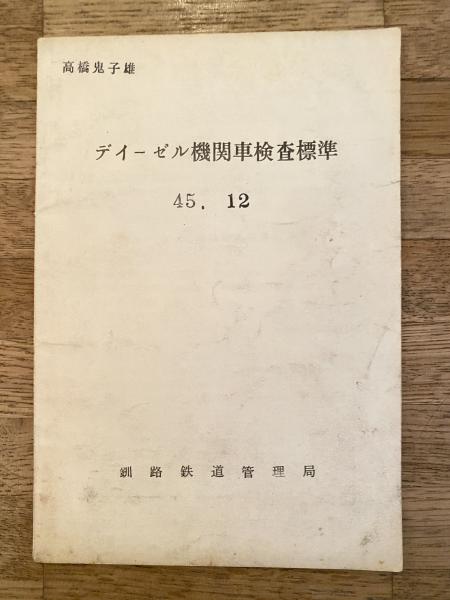 高橋鬼子雄
デイーゼル機関車検査標準
45. 12
釧路鉄道管理局